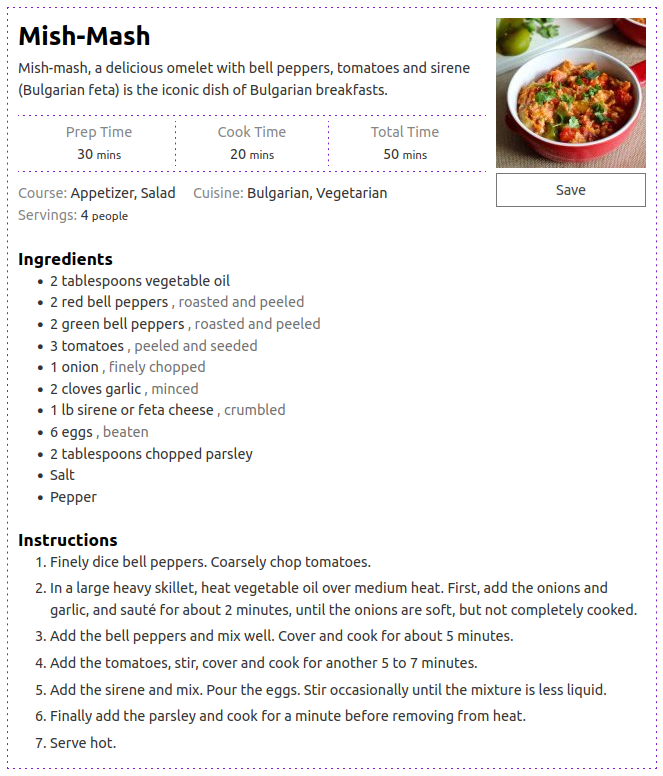 Mish-Mash
Mish-mash, a delicious omelet with bell peppers, tomatoes and sirene
(Bulgarian feta) is the iconic dish of Bulgarian breakfasts.
Prep Time Cook Time Total Time
30 mins 20 mins 50 mins
Save
Course: Appetizer, Salad Cuisine: Bulgarian, Vegetarian
Servings: 4 people
Ingredients
• 2 tablespoons vegetable oil
• 2 red bell peppers , roasted and peeled
• 2 green bell peppers , roasted and peeled
• 3 tomatoes , peeled and seeded
• 1 onion , finely chopped
• 2 cloves garlic , minced
• 1 lb sirene or feta cheese , crumbled
• 6 eggs , beaten
• 2 tablespoons chopped parsley
• Salt
• Pepper
Instructions
1. Finely dice bell peppers. Coarsely chop tomatoes.
2. In a large heavy skillet, heat vegetable oil over medium heat. First, add the onions and
garlic, and sauté for about 2 minutes, until the onions are soft, but not completely cooked.
3. Add the bell peppers and mix well. Cover and cook for about 5 minutes.
4. Add the tomatoes, stir, cover and cook for another 5 to 7 minutes.
5. Add the sirene and mix. Pour the eggs. Stir occasionally until the mixture is less liquid.
6. Finally add the parsley and cook for a minute before removing from heat.
7. Serve hot.